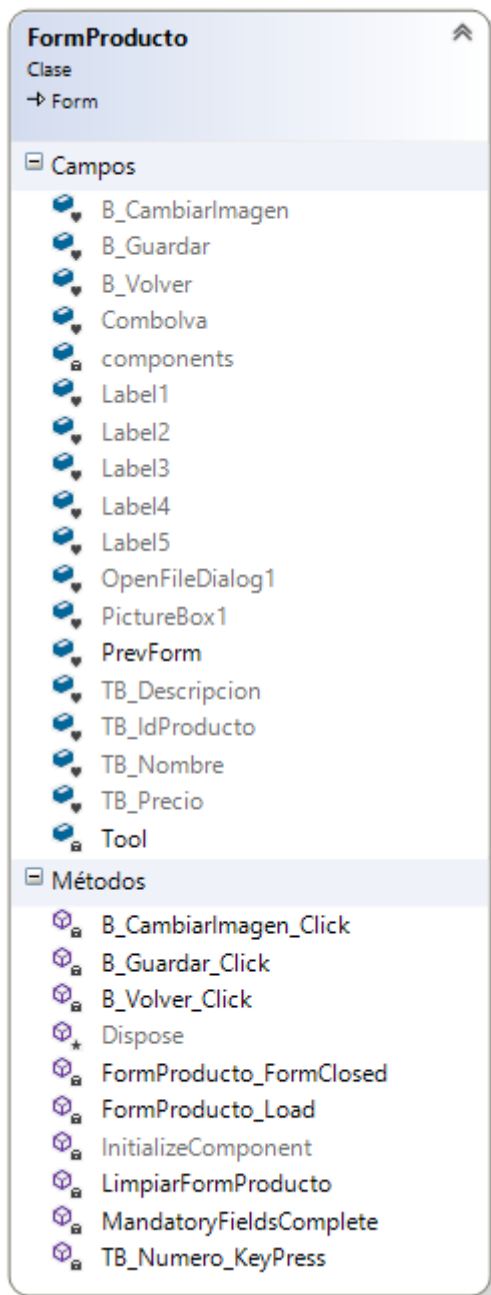 FormProducto
Clase
Form
Campos
B_CambiarImagen
B_Guardar
B_Volver
ComboIva
components
Label1
Label2
Label3
Label4
Label5
OpenFileDialog1
PictureBox1
PrevForm
TB_Descripcion
TB_IdProducto
TB_Nombre
TB_Precio
Tool
Métodos
B_CambiarImagen_Click
B_Guardar_Click
B_Volver_Click
Dispose
FormProducto_FormClosed
FormProducto_Load
InitializeComponent
LimpiarFormProducto
MandatoryFieldsComplete
TB_Numero_KeyPress